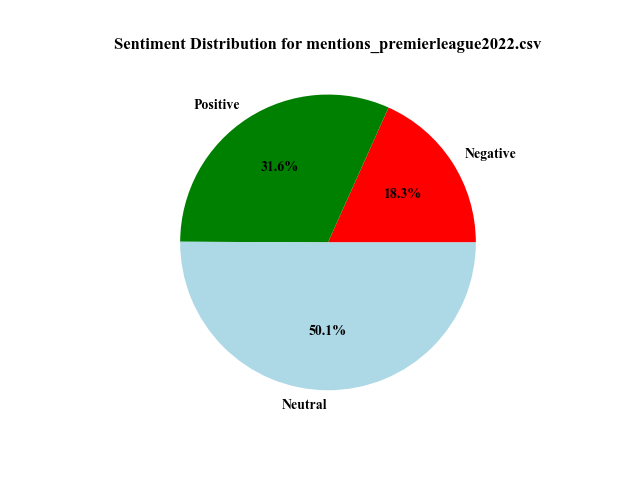 Sentiment Distribution for mentions_premierleague2022.csv
Positive
Negative
31.6%
18.3%
50.1%
Neutral